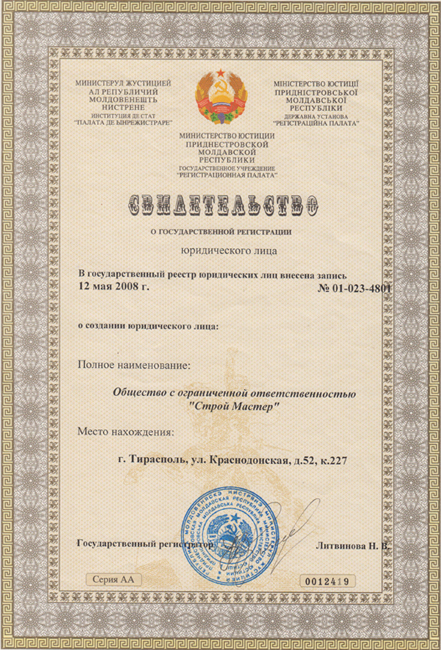 МИНИСТЕРУЛ ЖУСТИЦИЕЙ
АЛ РЕПУБЛИЧИЙ
МОЛДОВЕНЕШТЬ
НИСТРЕНЕ
ИНСТИТУЦИЯ ДЕ СТАТ
"ПАЛАТА ДЕ ЫНРЕЖИСТРАРЕ"
МІНІСТЕРСТВО ЮСТИЦІЇ
ПРИДНІСТРОВСЬКОЇ
МОЛДАВСЬКОЇ
РЕСПУБЛІКИ
ДЕРЖАВНА УСТАНОВА
"РЕГІСТРАЦІЙНА ПАЛАТА"
МИНИСТЕРСТВО ЮСТИЦИИ
ПРИДНЕСТРОВСКОЙ
МОЛДАВСКОЙ
РЕСПУБЛИКИ
ГОСУДАРСТВЕННОЕ УЧРЕЖДЕНИЕ
"РЕГИСТРАЦИОННАЯ ПАЛАТА"
СВИДЕТЕЛЬСТВО
О ГОСУДАРСТВЕННОЙ РЕГИСТРАЦИИ
юридического лица
В государственный реестр юридических лиц внесена запись
12 мая 2008 г. № 01-023-4801
о создании юридического лица:
Полное наименование:
Общество с ограниченной ответственностью
"Строй Мастер"
Место нахождения:
г. Тирасполь, ул. Краснодонская, д.52, к.227
Государственный регистратор Литвинова Н. В.
Серия АА 0012419